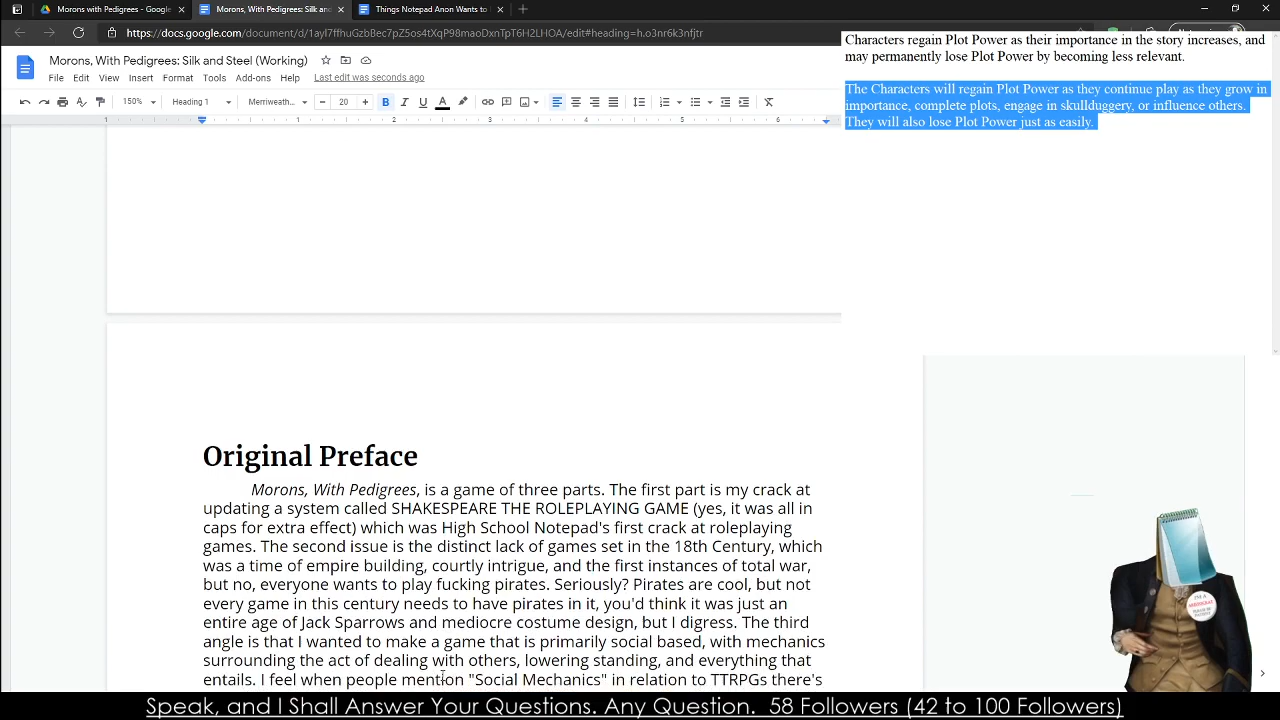 Morons with Pedigrees - Google
Morons, With Pedigrees: Silk and
Things Notepad Anon Wants to
https://docs.google.com/document/d/1ayI7ffhuGzbBec7pZ5os4tXqP98maoDxnTpT6H2LHOA/edit#heading=h.o3nr6k3nfjtr
Morons, With Pedigrees: Silk and Steel (Working)
File Edit View Insert Format Tools Add-ons Help Last edit was seconds ago
150% Heading 1 Merriweath... 20 B I U A
1 1 2 3 4 5 6
Characters regain Plot Power as their importance in the story increases, and
may permanently lose Plot Power by becoming less relevant.
The Characters will regain Plot Power as they continue play as they grow in
importance, complete plots, engage in skullduggery, or influence others.
They will also lose Plot Power just as easily.
Original Preface
Morons, With Pedigrees, is a game of three parts. The first part is my crack at
updating a system called SHAKESPEARE THE ROLEPLAYING GAME (yes, it was all in
caps for extra effect) which was High School Notepad's first crack at roleplaying
games. The second issue is the distinct lack of games set in the 18th Century, which
was a time of empire building, courtly intrigue, and the first instances of total war,
but no, everyone wants to play fucking pirates. Seriously? Pirates are cool, but not
every game in this century needs to have pirates in it, you'd think it was just an
entire age of Jack Sparrows and mediocre costume design, but I digress. The third
angle is that I wanted to make a game that is primarily social based, with mechanics
surrounding the act of dealing with others, lowering standing, and everything that
entails. I feel when people mention "Social Mechanics" in relation to TTRPGs there's
I'M A
Speak, and I Shall Answer Your Questions. Any Question. 58 Followers (42 to 100 Followers)